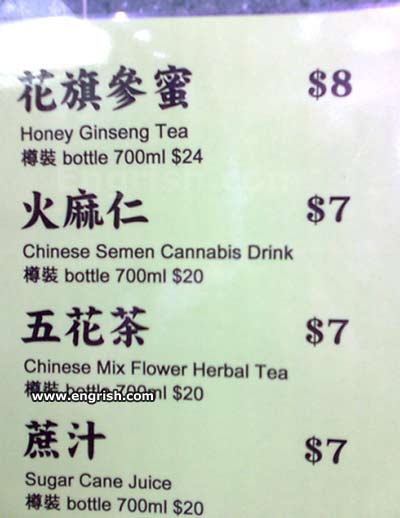 花旗參蜜 $8
Honey Ginseng Tea
樽裝 bottle 700ml $24
火麻仁 $7
Chinese Semen Cannabis Drink
樽裝 bottle 700ml $20
五花茶 $7
Chinese Mix Flower Herbal Tea
樽裝 bottle 700ml $20
www.engrish.com
蔗汁 $7
Sugar Cane Juice
樽裝 bottle 700ml $20